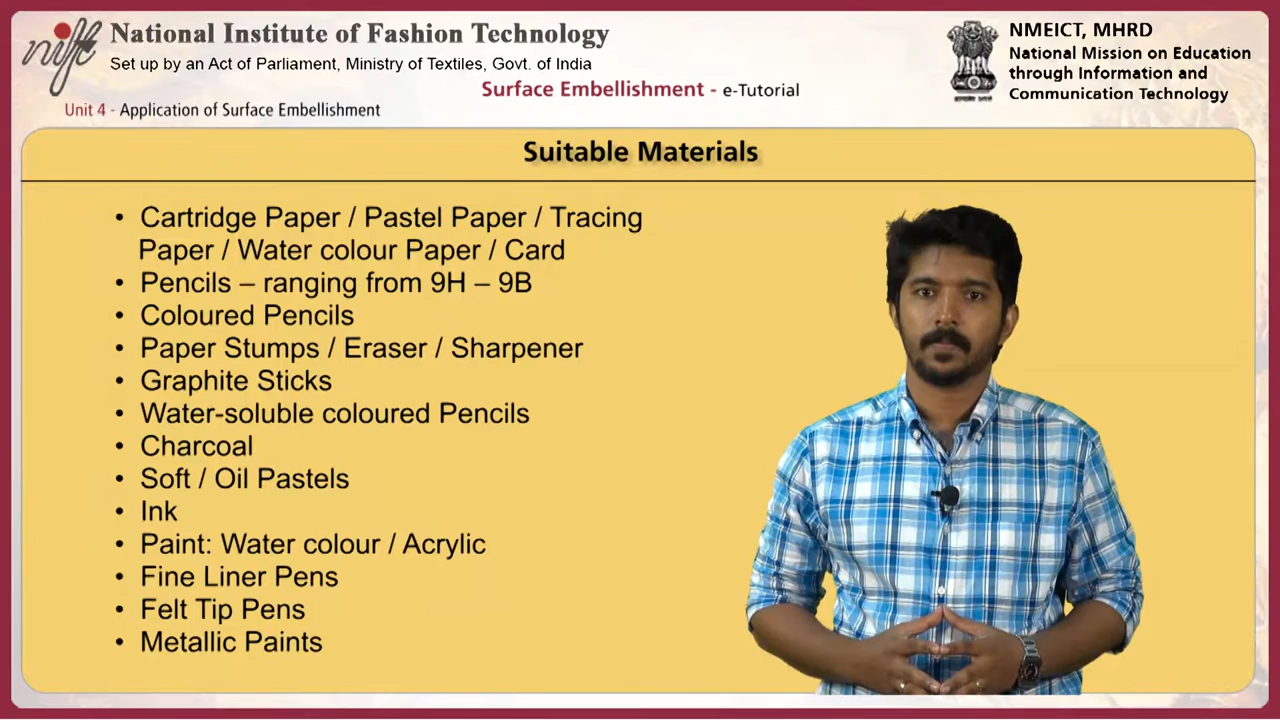 nift
National Institute of Fashion Technology
Set up by an Act of Parliament, Ministry of Textiles, Govt. of India
Surface Embellishment - e-Tutorial
Unit 4 - Application of Surface Embellishment
NMEICT, MHRD
National Mission on Education
through Information and
Communication Technology
Suitable Materials
• Cartridge Paper / Pastel Paper / Tracing
Paper / Water colour Paper / Card
• Pencils – ranging from 9H – 9B
• Coloured Pencils
• Paper Stumps / Eraser / Sharpener
• Graphite Sticks
• Water-soluble coloured Pencils
• Charcoal
• Soft / Oil Pastels
• Ink
• Paint: Water colour / Acrylic
• Fine Liner Pens
• Felt Tip Pens
• Metallic Paints